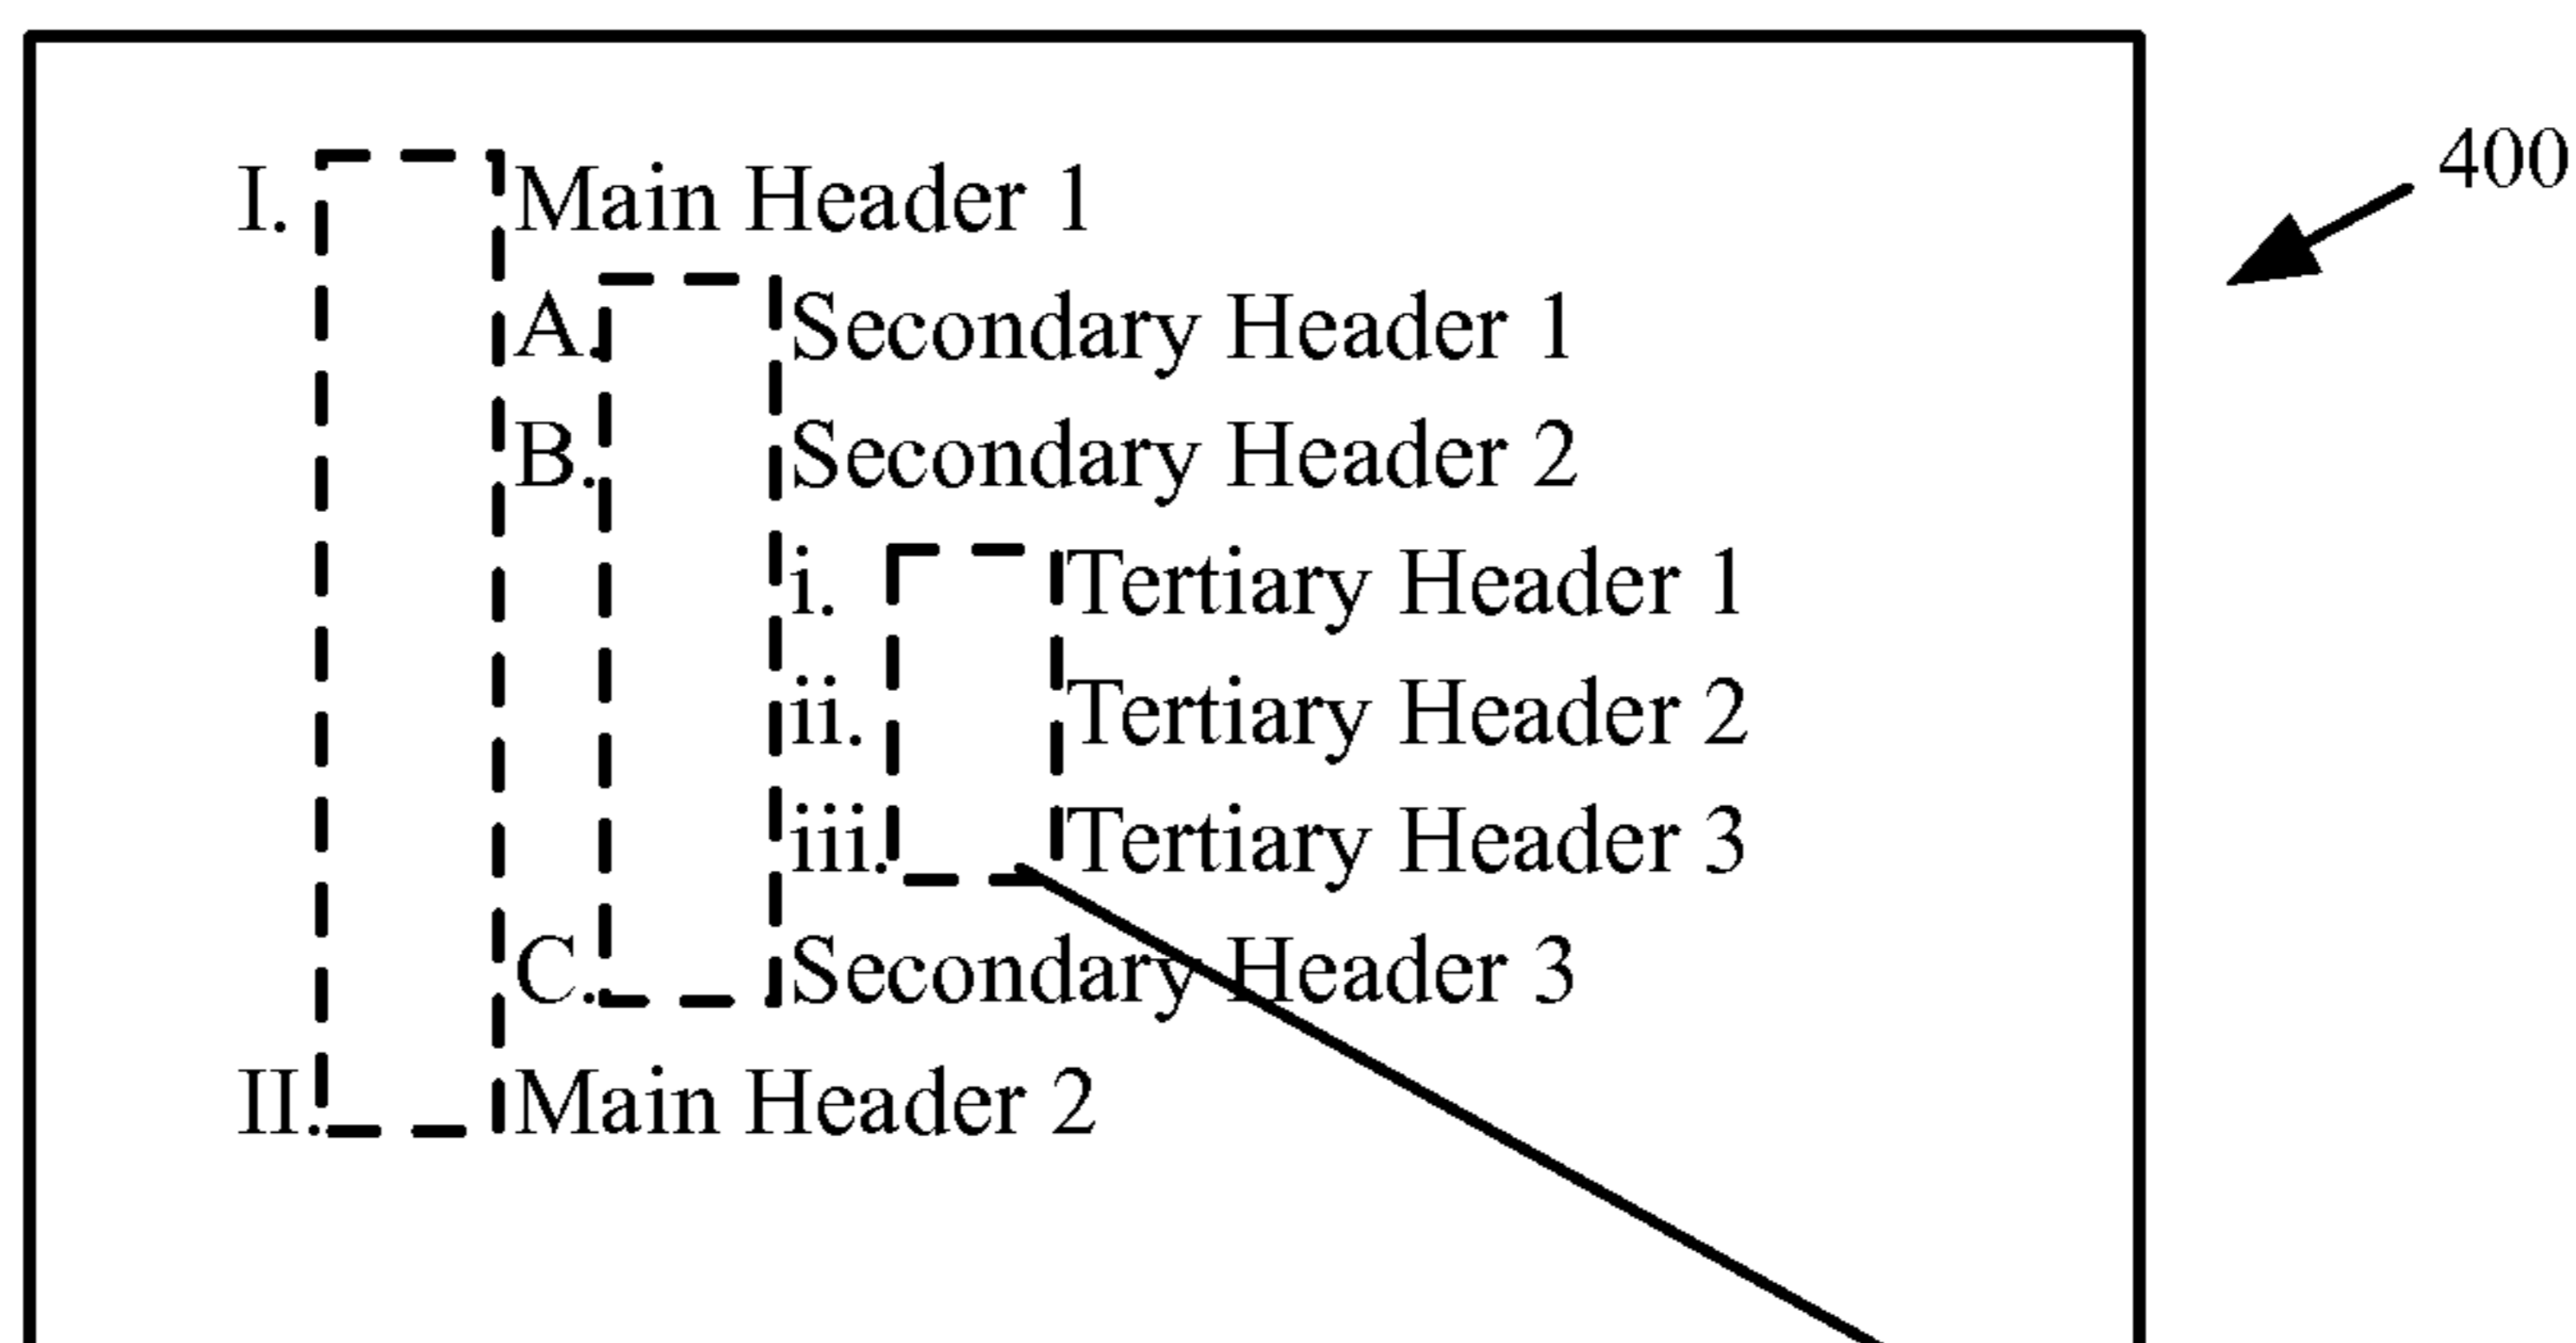 400
I. Main Header 1
A. Secondary Header 1
B. Secondary Header 2
i. Tertiary Header 1
ii. Tertiary Header 2
iii. Tertiary Header 3
C. Secondary Header 3
II. Main Header 2